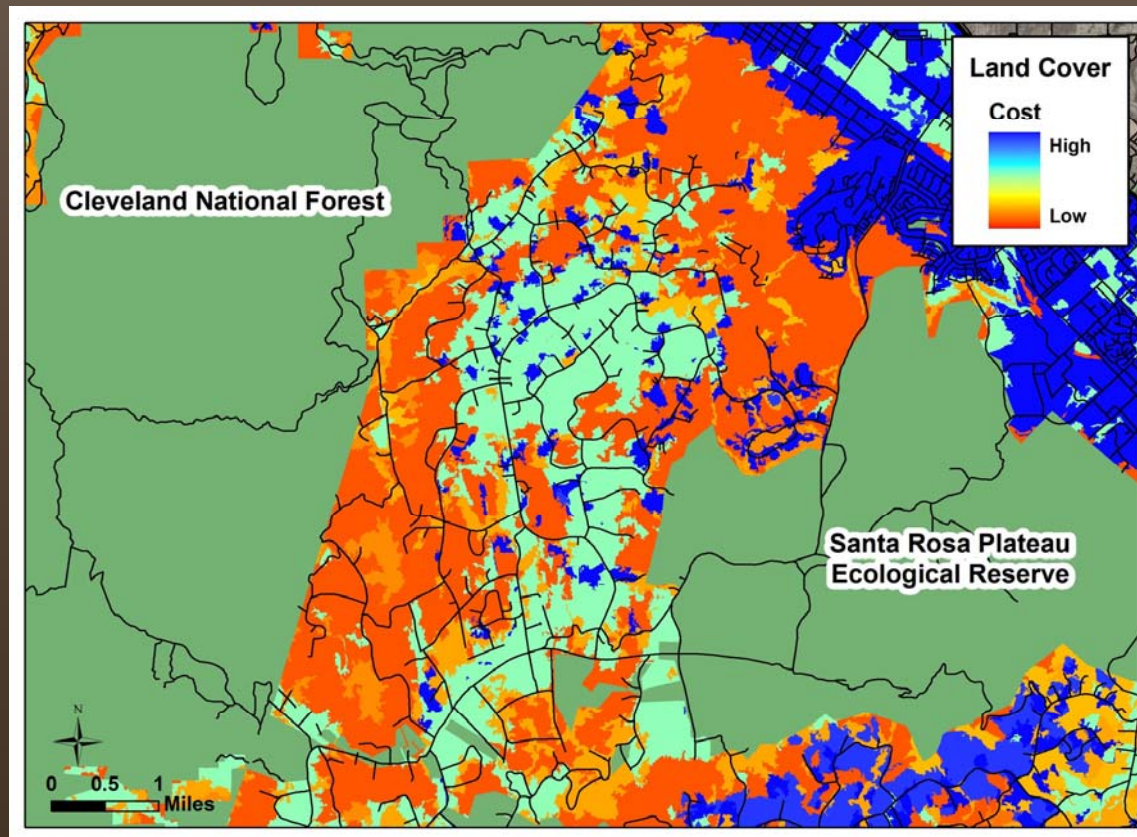 Land Cover
Cost
High
Low
Cleveland National Forest
Santa Rosa Plateau
Ecological Reserve
N
0 0.5 1
Miles